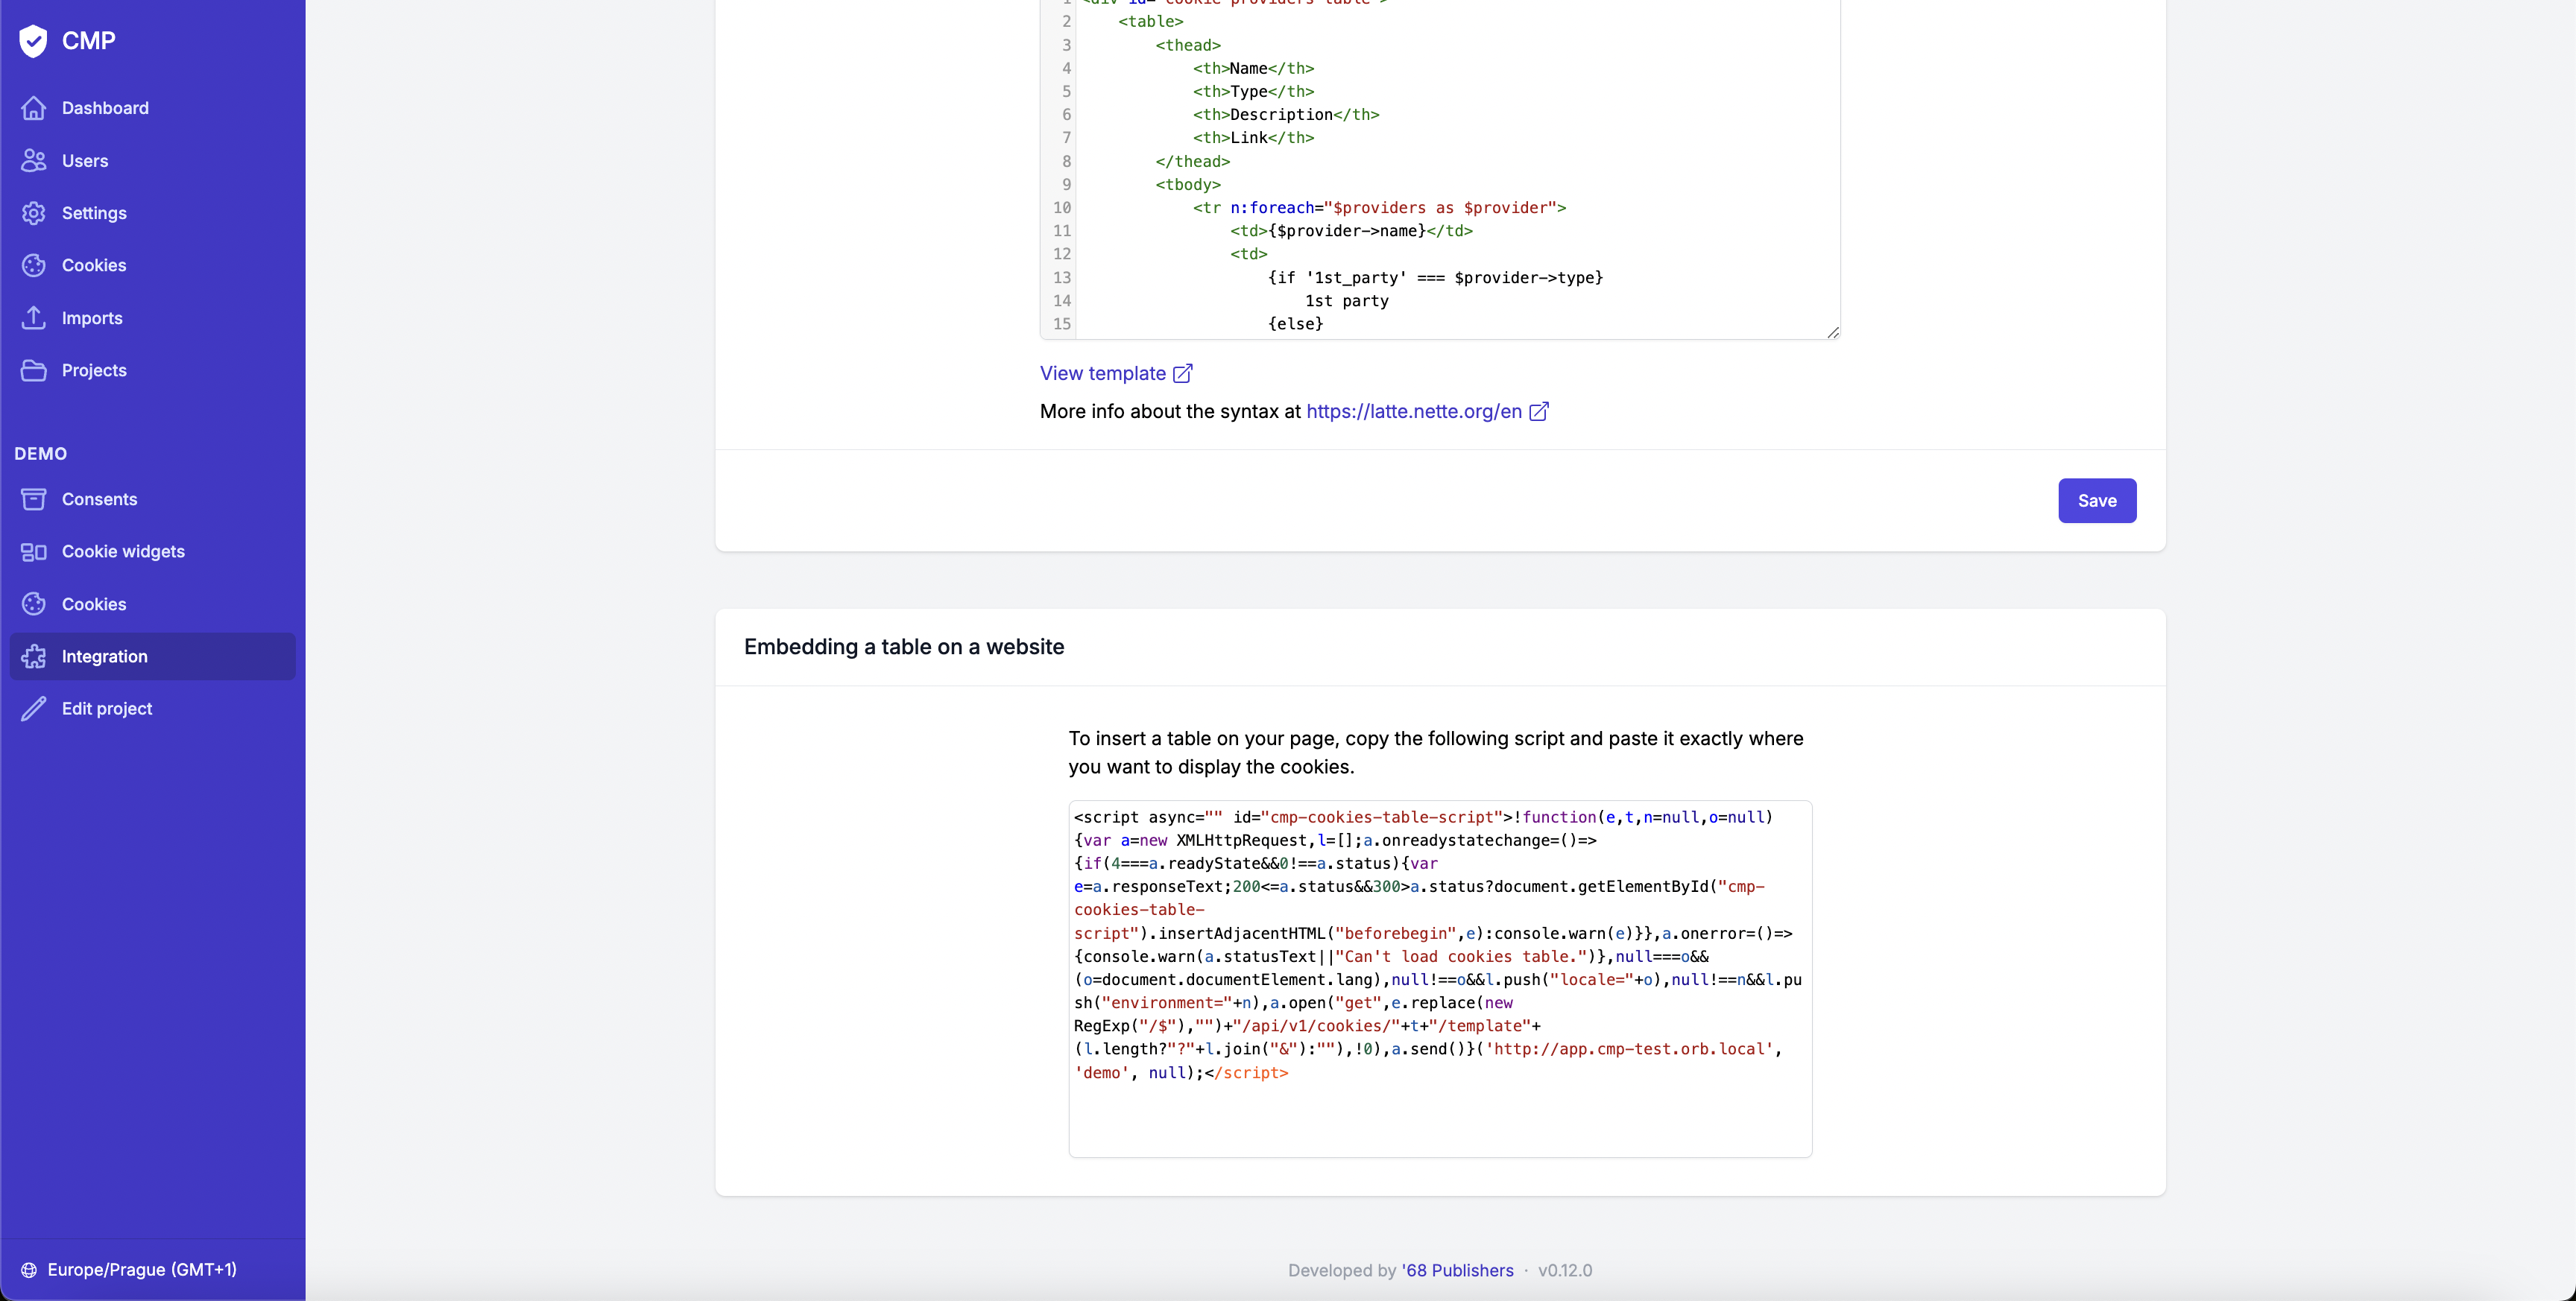 CMP
Dashboard
Users
Settings
Cookies
Imports
Projects
DEMO
Consents
Cookie widgets
Cookies
Integration
Edit project
Europe/Prague (GMT+1)
2 <table>
3 <thead>
4 <th>Name</th>
5 <th>Type</th>
6 <th>Description</th>
7 <th>Link</th>
8 </thead>
9 <tbody>
10 <tr n:foreach="$providers as $provider">
11 <td>{$provider->name}</td>
12 <td>
13 {if '1st_party' === $provider->type}
14 1st party
15 {else}
View template
More info about the syntax at https://latte.nette.org/en
Save
Embedding a table on a website
To insert a table on your page, copy the following script and paste it exactly where
you want to display the cookies.
<script async="" id="cmp-cookies-table-script">!function(e,t,n=null,o=null)
{var a=new XMLHttpRequest,l=[];a.onreadystatechange=()=>
{if(4===a.readyState&&0!==a.status){var
e=a.responseText;200<=a.status&&300>a.status?document.getElementById("cmp-
cookies-table-
script").insertAdjacentHTML("beforebegin",e):console.warn(e)}},a.onerror=()=>
{console.warn(a.statusText||"Can't load cookies table.")},null===o&&
(o=document.documentElement.lang),null!==o&&l.push("locale="+o),null!==n&&l.pu
sh("environment="+n),a.open("get",e.replace(new
RegExp("/$"),"")+"/api/v1/cookies/"+t+"/template"+
(l.length?"?"+l.join("&"):""),!0),a.send()}('http://app.cmp-test.orb.local',
'demo', null);</script>
Developed by '68 Publishers · v0.12.0